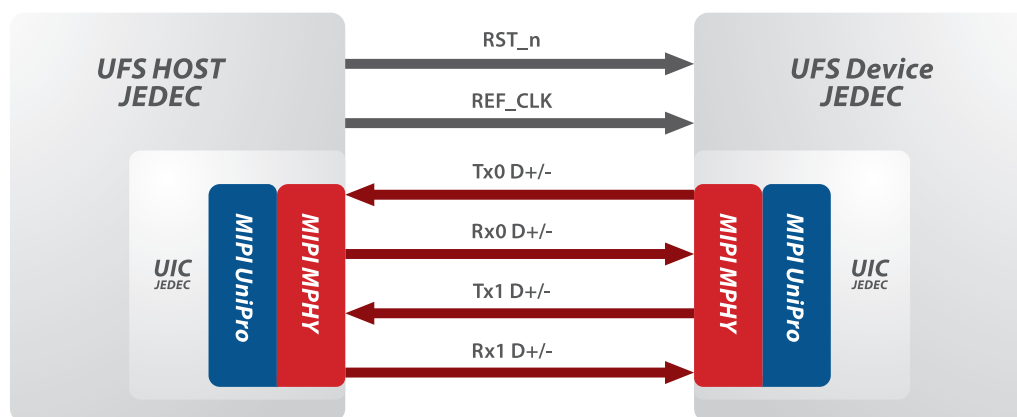 UFS HOST
JEDEC
RST_n
UFS Device
JEDEC
REF_CLK
Tx0 D+/-
Rx0 D+/-
Tx1 D+/-
Rx1 D+/-
UIC
JEDEC
MIPI UniPro
MIPI MPHY
MIPI MPHY
MIPI UniPro
UIC
JEDEC